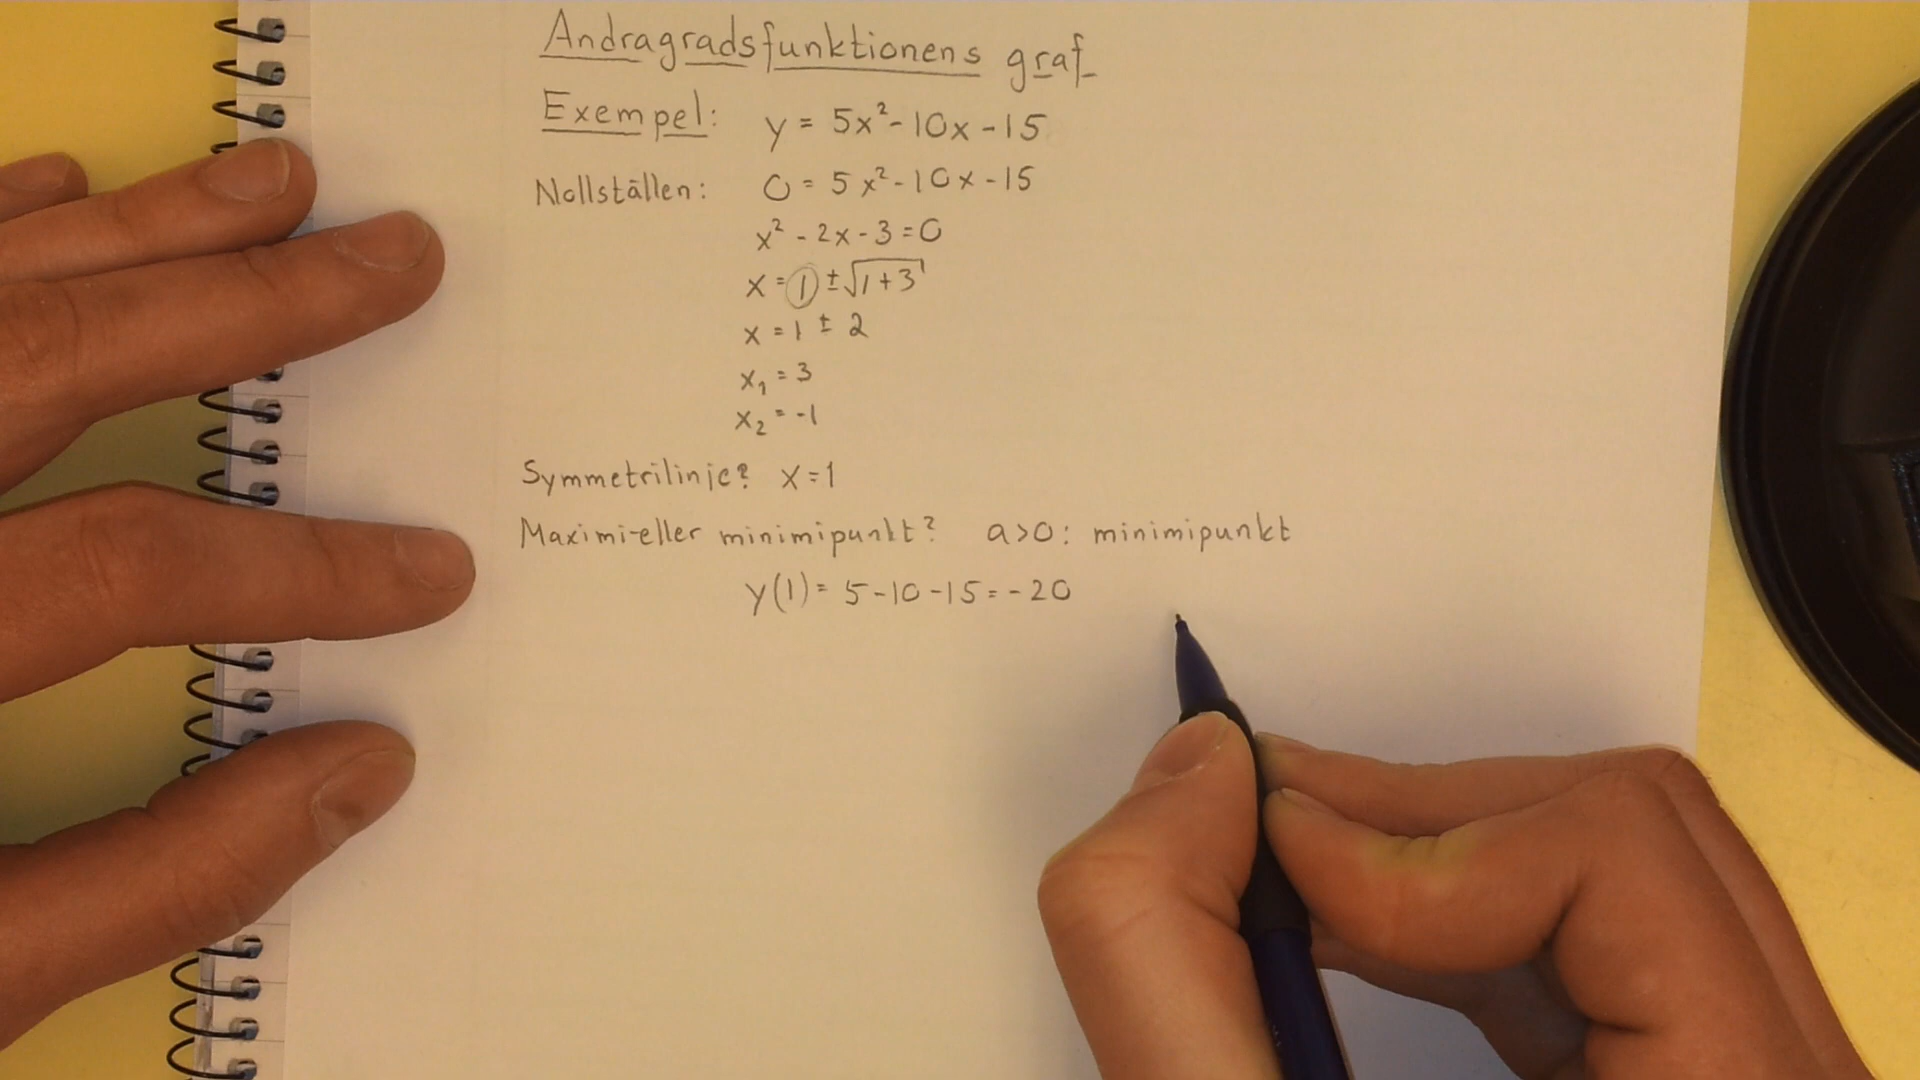 Andragradsfunktionens graf
Exempel: y = 5x² - 10x - 15
Nollställen: 0 = 5x² - 10x - 15
x² - 2x - 3 = 0
x = 1 ± √1+3
x = 1 ± 2
x₁ = 3
x₂ = -1
Symmetrilinje? x = 1
Maximi- eller minimipunkt? a>0: minimipunkt
y(1) = 5 - 10 - 15 = -20